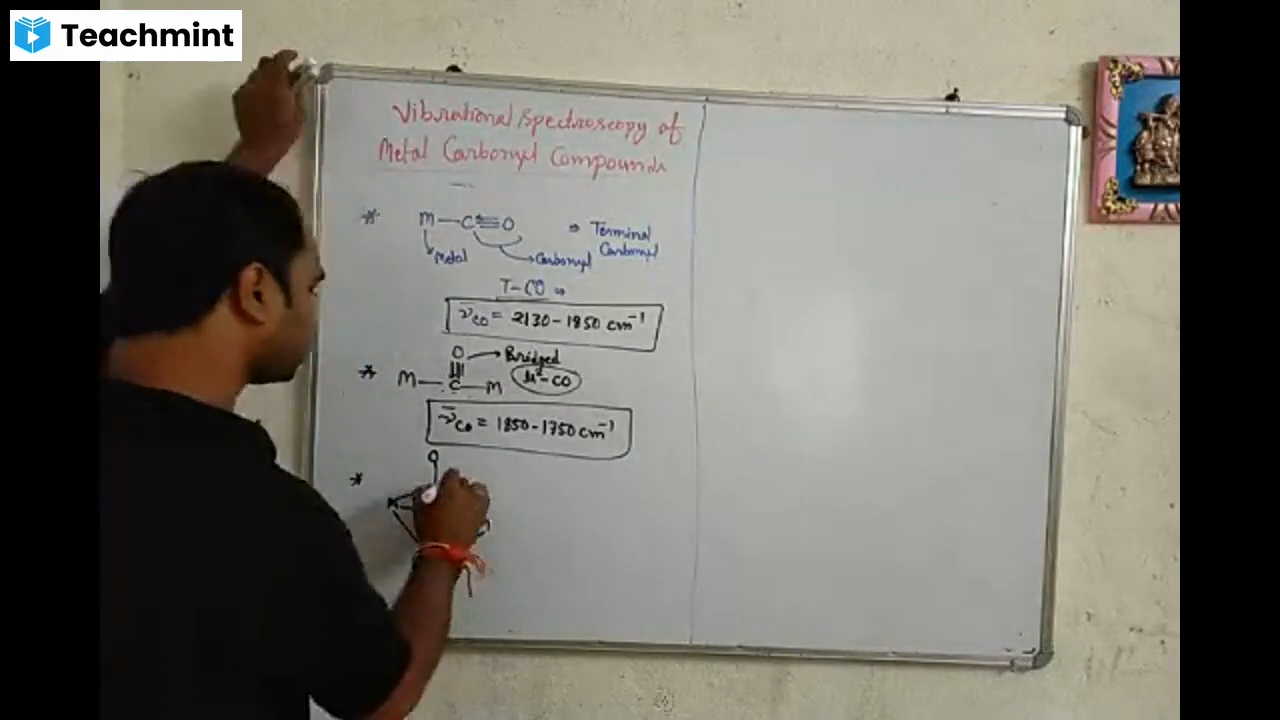 Teachmint
Vibrational spectroscopy of
Metal Carbonyl Compounds
* M—C≡O ⇒ Terminal
Carbonyl
Metal
Carbonyl
T-CO ⇒
ν̄co = 2130-1850 cm⁻¹
O → Bridged
* M—C—M μ²-CO
ν̄co = 1850-1750 cm⁻¹
O
*